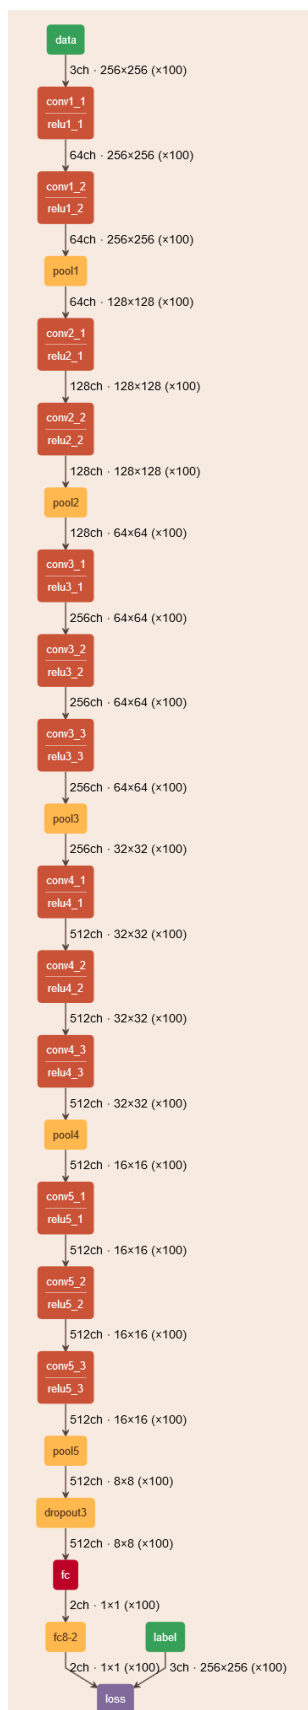 data
3ch · 256×256 (×100)
conv1_1
relu1_1
64ch · 256×256 (×100)
conv1_2
relu1_2
64ch · 256×256 (×100)
pool1
64ch · 128×128 (×100)
conv2_1
relu2_1
128ch · 128×128 (×100)
conv2_2
relu2_2
128ch · 128×128 (×100)
pool2
128ch · 64×64 (×100)
conv3_1
relu3_1
256ch · 64×64 (×100)
conv3_2
relu3_2
256ch · 64×64 (×100)
conv3_3
relu3_3
256ch · 64×64 (×100)
pool3
256ch · 32×32 (×100)
conv4_1
relu4_1
512ch · 32×32 (×100)
conv4_2
relu4_2
512ch · 32×32 (×100)
conv4_3
relu4_3
512ch · 32×32 (×100)
pool4
512ch · 16×16 (×100)
conv5_1
relu5_1
512ch · 16×16 (×100)
conv5_2
relu5_2
512ch · 16×16 (×100)
conv5_3
relu5_3
512ch · 16×16 (×100)
pool5
512ch · 8×8 (×100)
dropout3
512ch · 8×8 (×100)
fc
2ch · 1×1 (×100)
fc8-2 label
2ch · 1×1 (×100) 3ch · 256×256 (×100)
loss